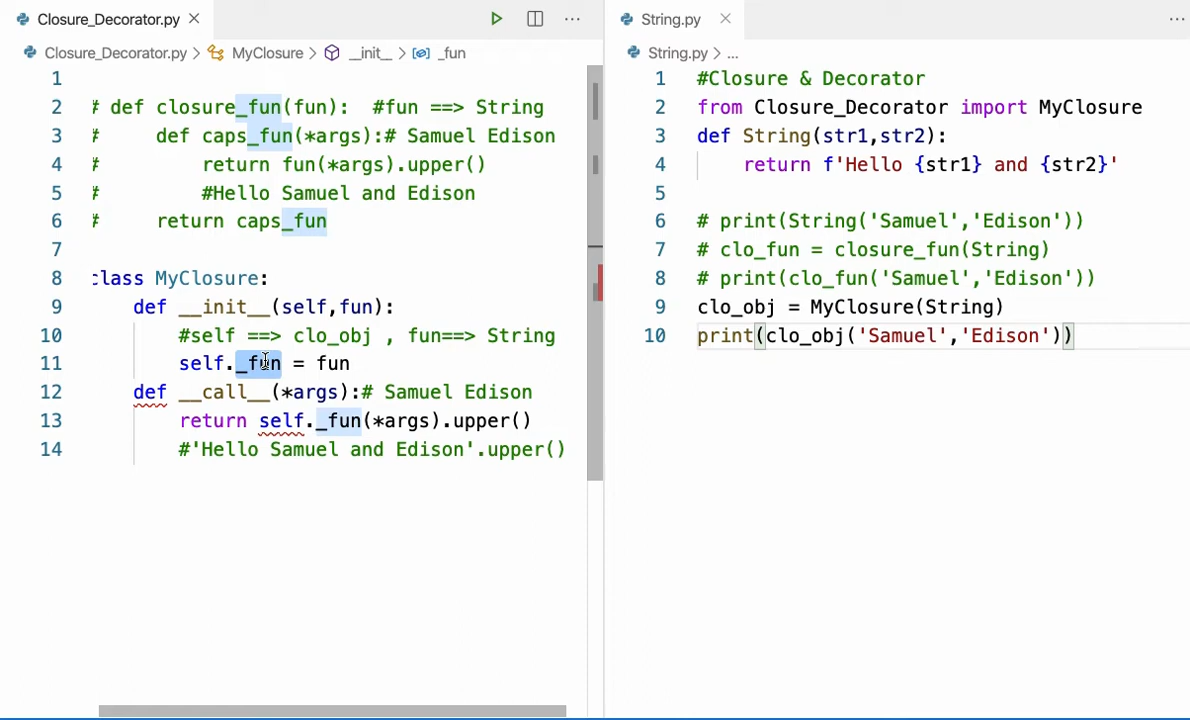 Closure_Decorator.py
Closure_Decorator.py > MyClosure > __init__ > _fun
1
2 # def closure_fun(fun):  #fun ==> String
3 #     def caps_fun(*args):# Samuel Edison
4 #         return fun(*args).upper()
5 #         #Hello Samuel and Edison
6 #     return caps_fun
7
8 class MyClosure:
9     def __init__(self,fun):
10         #self ==> clo_obj , fun==> String
11         self._fun = fun
12     def __call__(*args):# Samuel Edison
13         return self._fun(*args).upper()
14         #'Hello Samuel and Edison'.upper()
String.py
String.py > ...
1 #Closure & Decorator
2 from Closure_Decorator import MyClosure
3 def String(str1,str2):
4     return f'Hello {str1} and {str2}'
5
6 # print(String('Samuel','Edison'))
7 # clo_fun = closure_fun(String)
8 # print(clo_fun('Samuel','Edison'))
9 clo_obj = MyClosure(String)
10 print(clo_obj('Samuel','Edison'))